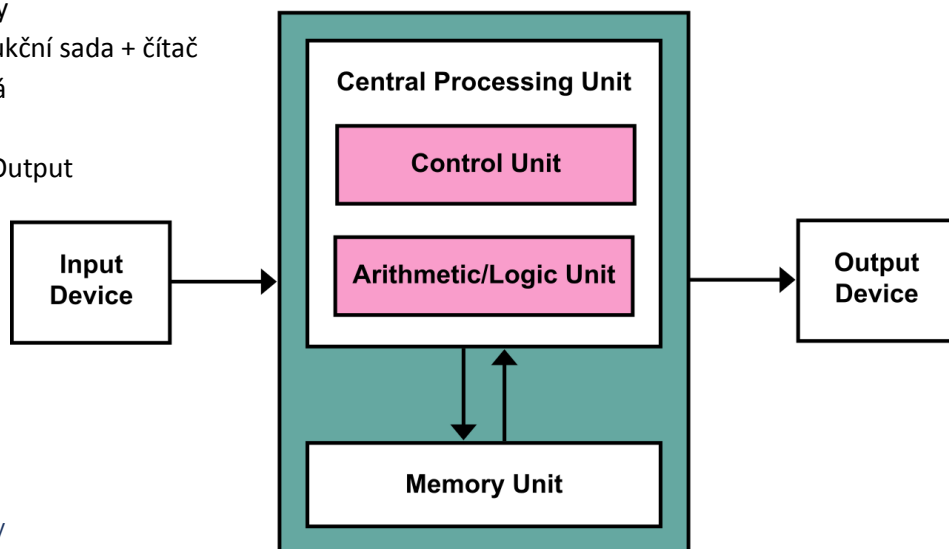 y
ukční sada + čítač
á
Output
Central Processing Unit
Control Unit
Arithmetic/Logic Unit
Input
Device
Output
Device
Memory Unit
y